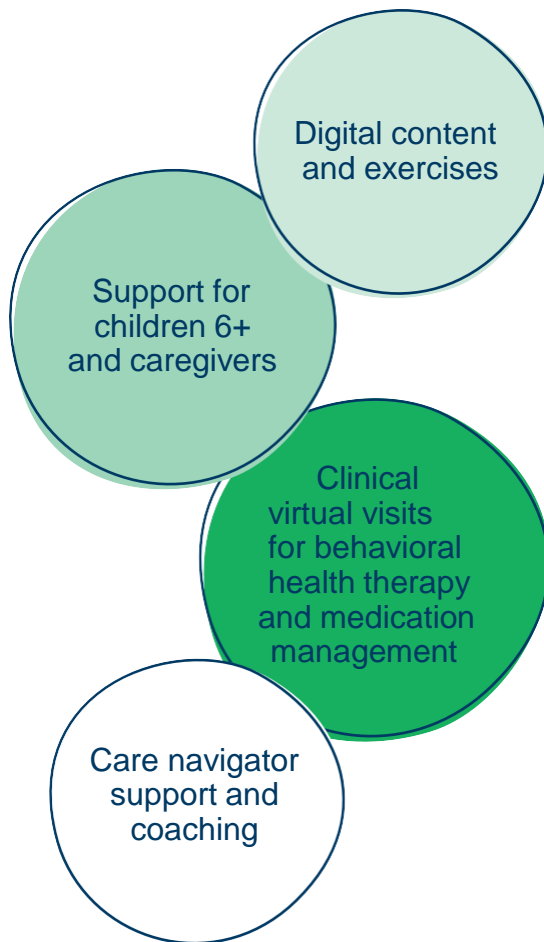 Digital content
and exercises
Support for
children 6+
and caregivers
Clinical
virtual visits
for behavioral
health therapy
and medication
management
Care navigator
support and
coaching